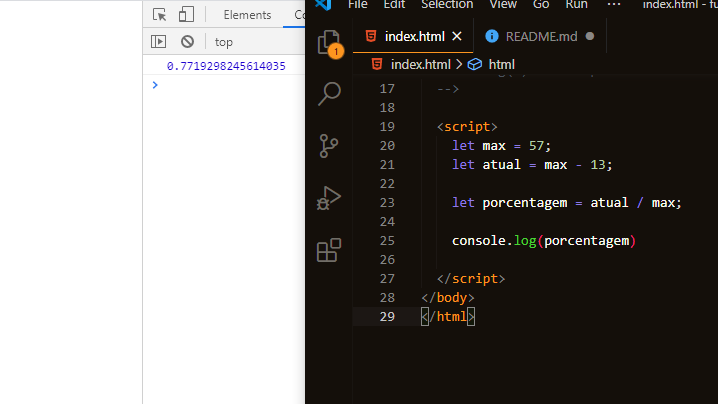 Elements
top
0.7719298245614035
File Edit Selection View Go Run ··· index.html - fu
1
index.html
README.md
index.html > html
17 -->
18
19 <script>
20 let max = 57;
21 let atual = max - 13;
22
23 let porcentagem = atual / max;
24
25 console.log(porcentagem)
26
27 </script>
28 </body>
29 </html>